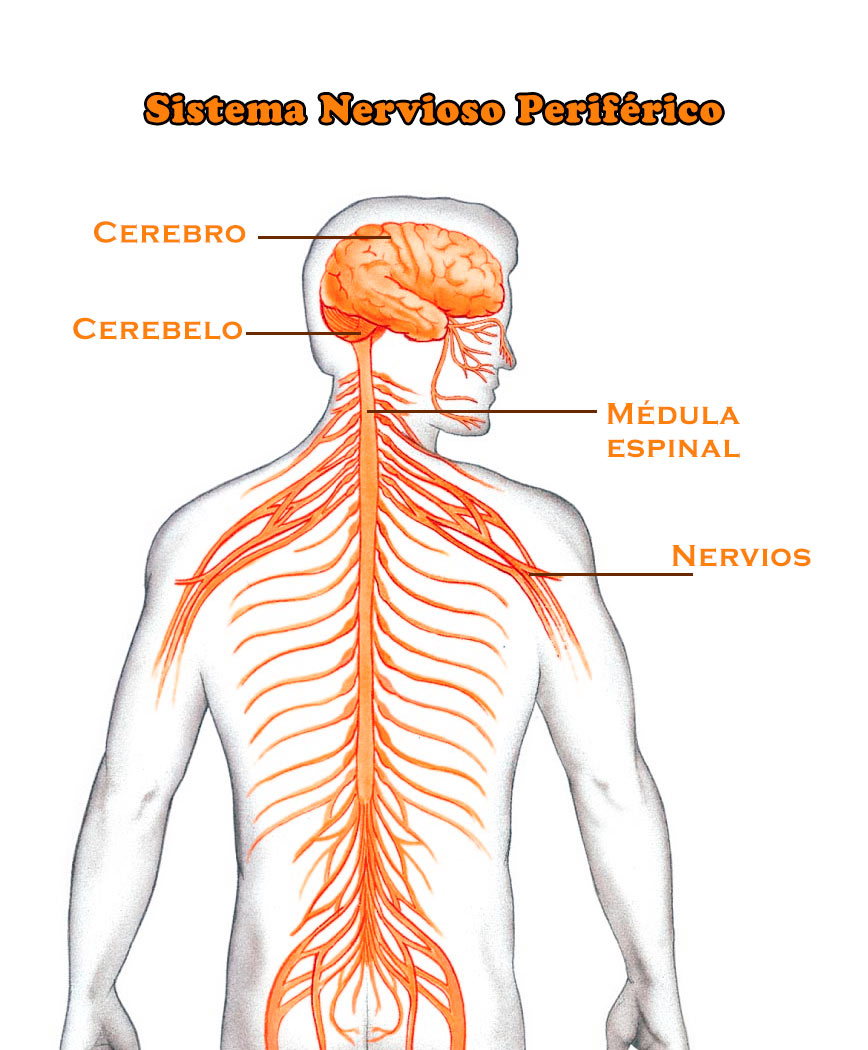 Sistema Nervioso Periférico
Cerebro
Cerebelo
Médula
espinal
Nervios